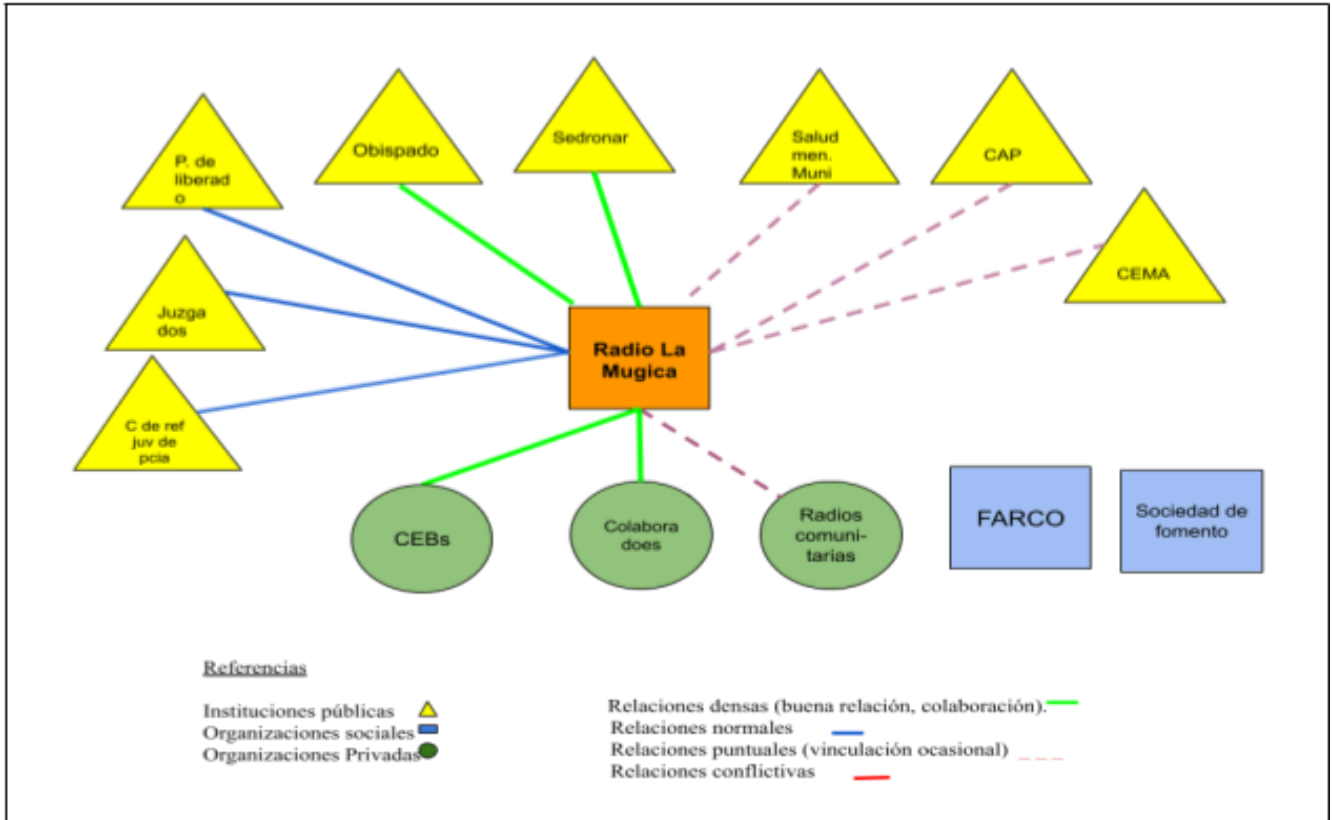 P. de
liberad
o
Obispado
Sedronar
Salud
men.
Muni
CAP
CEMA
Juzga
dos
C de ref
juv de
pcia
Radio La
Mugica
CEBs
Colabora
does
Radios
comuni-
tarias
FARCO
Sociedad de
fomento
Referencias
Instituciones públicas
Organizaciones sociales
Organizaciones Privadas
Relaciones densas (buena relación, colaboración).
Relaciones normales
Relaciones puntuales (vinculación ocasional)
Relaciones conflictivas